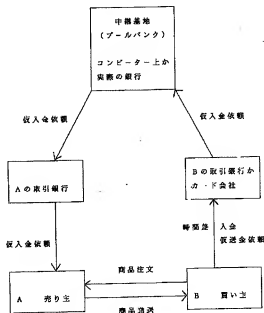 中継基地
(プールバンク)
コンピーター上か
実際の銀行
仮入金依頼
仮入金依頼
Aの取引銀行
Bの取引銀行か
カード会社
仮入金依頼
時間差
入金
仮送金依頼
商品注文
A 売り主
B 買い主
商品発送